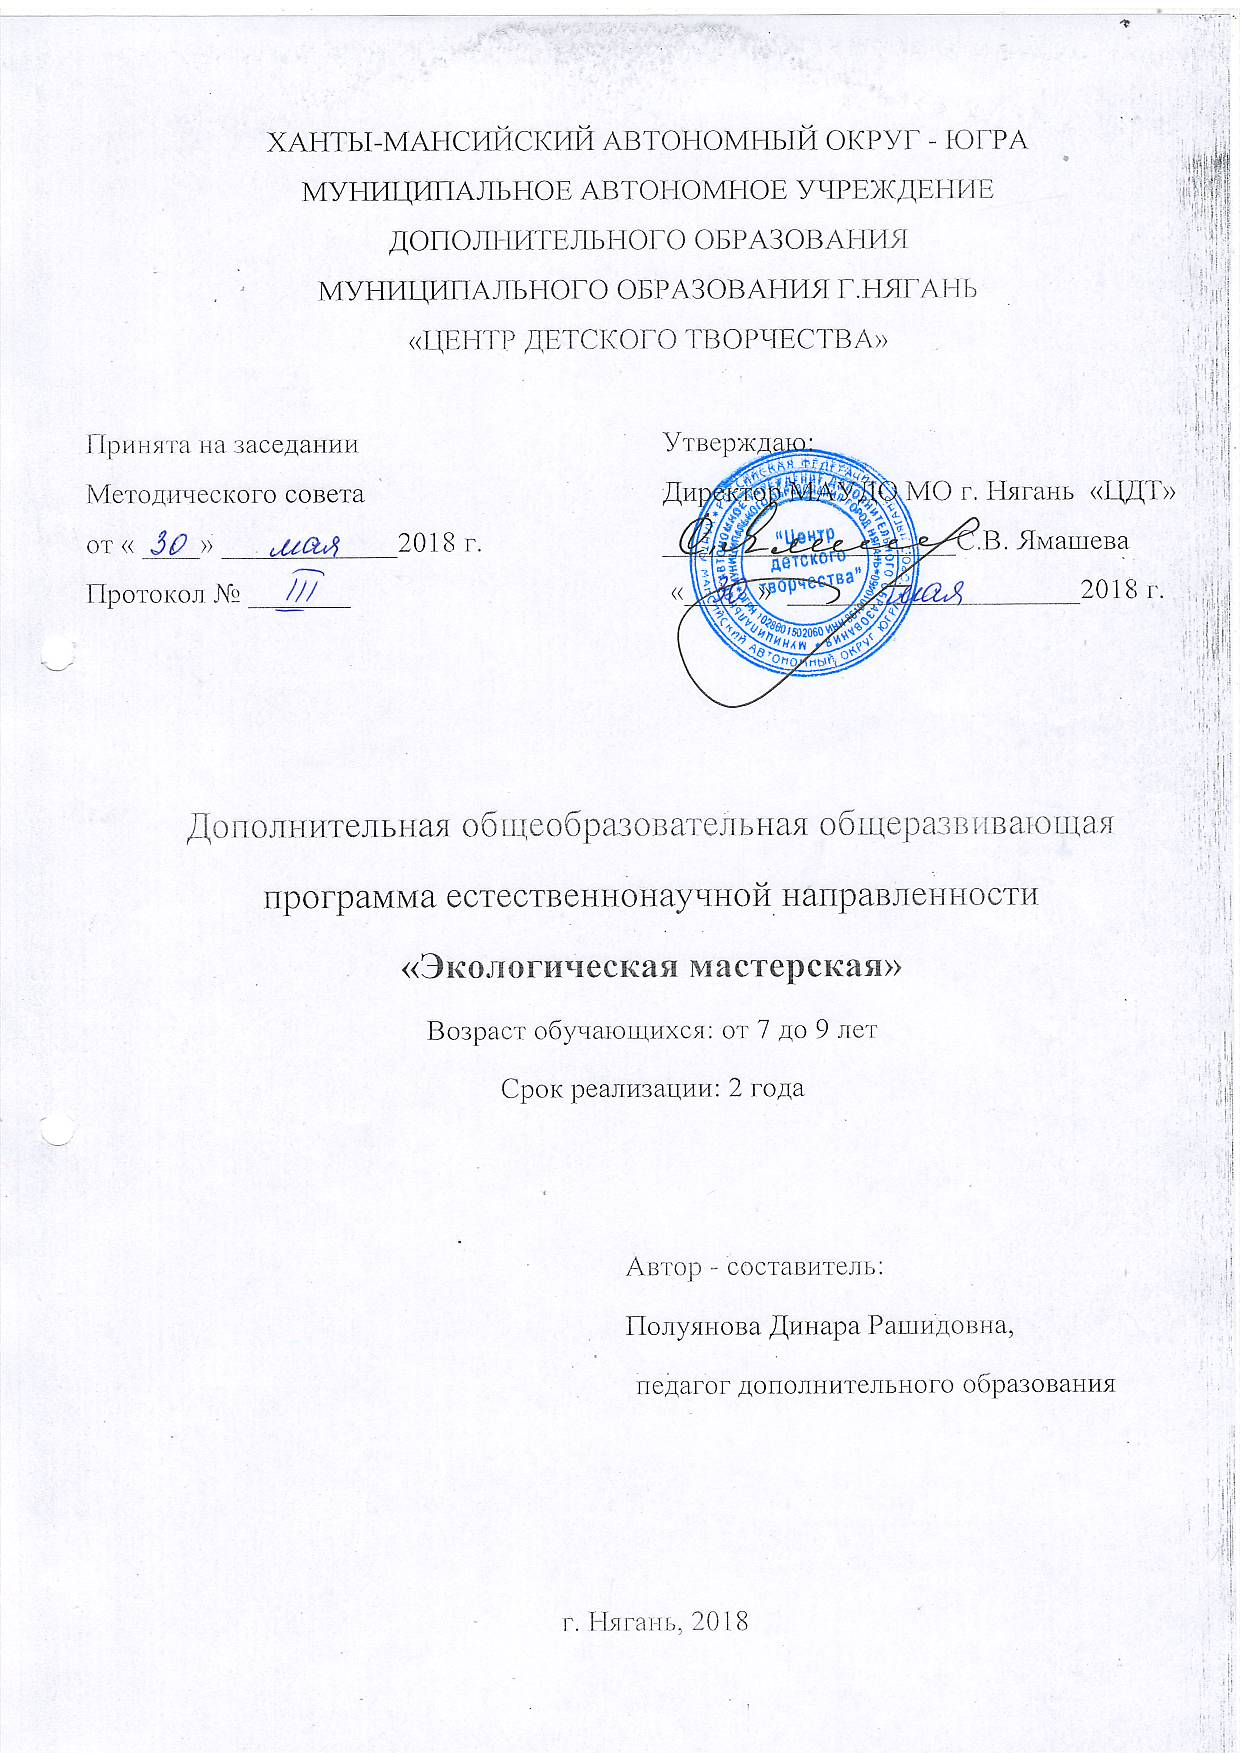 ХАНТЫ-МАНСИЙСКИЙ АВТОНОМНЫЙ ОКРУГ - ЮГРА
МУНИЦИПАЛЬНОЕ АВТОНОМНОЕ УЧРЕЖДЕНИЕ
ДОПОЛНИТЕЛЬНОГО ОБРАЗОВАНИЯ
МУНИЦИПАЛЬНОГО ОБРАЗОВАНИЯ Г.НЯГАНЬ
«ЦЕНТР ДЕТСКОГО ТВОРЧЕСТВА»
Принята на заседании
Методического совета
от « 30 » мая 2018 г.
Протокол № III
Утверждаю:
Директор МАУ ДО МО г. Нягань «ЦДТ»
С.В. Ямашева
« 30 » мая 2018 г.
"Центр
детского
творчества"
Дополнительная общеобразовательная общеразвивающая
программа естественнонаучной направленности
«Экологическая мастерская»
Возраст обучающихся: от 7 до 9 лет
Срок реализации: 2 года
Автор - составитель:
Полуянова Динара Рашидовна,
педагог дополнительного образования
г. Нягань, 2018